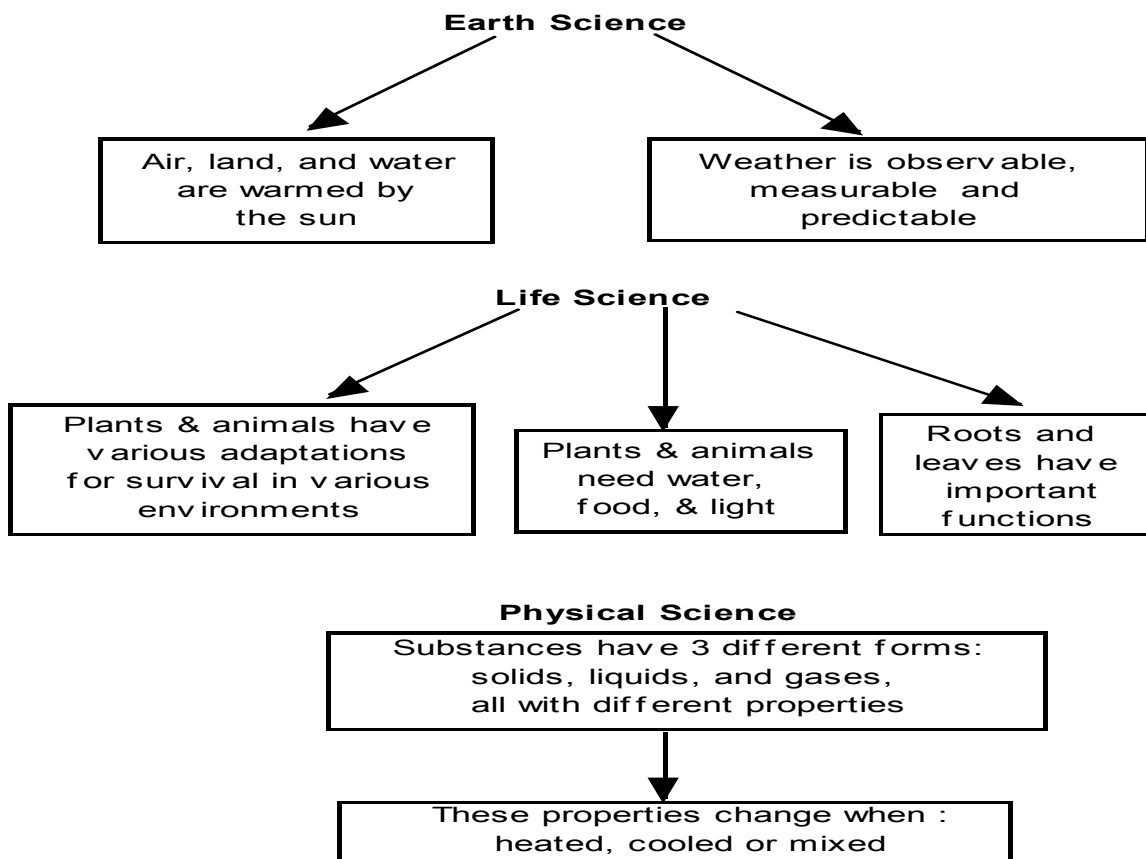 Earth Science
Air, land, and water
are warmed by
the sun
Weather is observable,
measurable and
predictable
Life Science
Plants & animals have
various adaptations
for survival in various
environments
Plants & animals
need water,
food, & light
Roots and
leaves have
important
functions
Physical Science
Substances have 3 different forms:
solids, liquids, and gases,
all with different properties
These properties change when :
heated, cooled or mixed